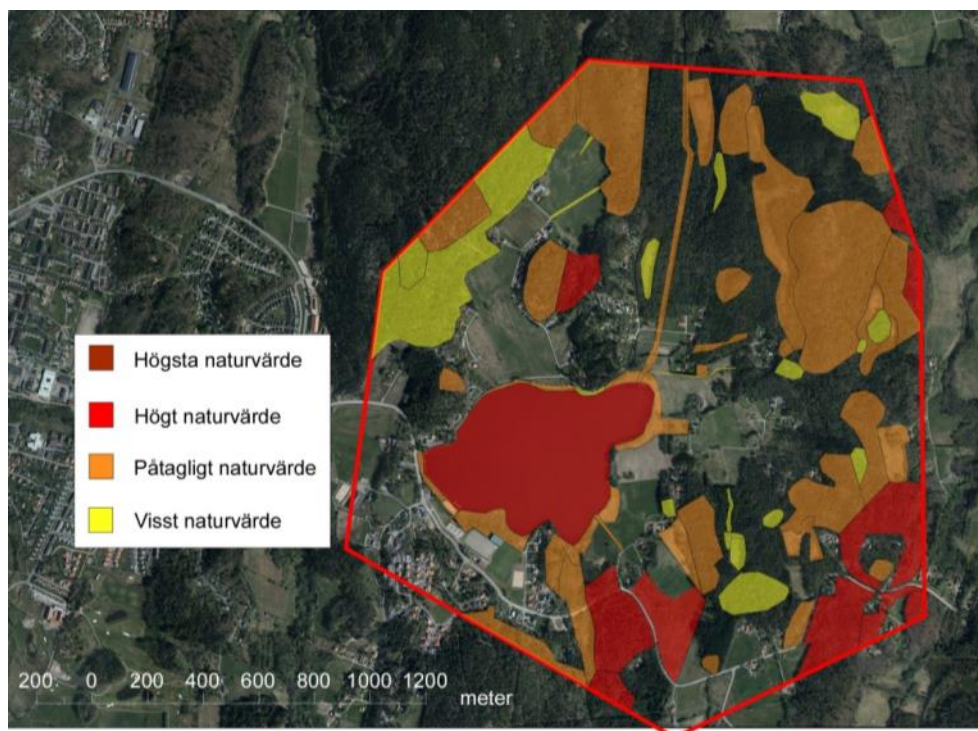 Högsta naturvärde
Högt naturvärde
Påtagligt naturvärde
Visst naturvärde
200 0 200 400 600 800 1000 1200
meter